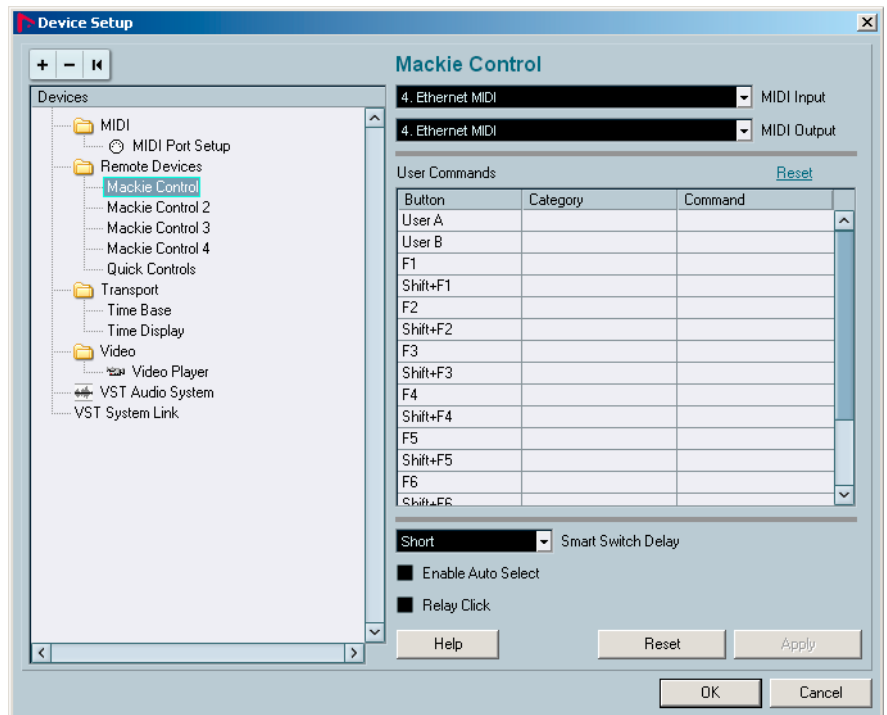 Device Setup
Mackie Control
Devices
MIDI
MIDI Port Setup
Remote Devices
Mackie Control
Mackie Control 2
Mackie Control 3
Mackie Control 4
Quick Controls
Transport
Time Base
Time Display
Video
Video Player
VST Audio System
VST System Link
4. Ethernet MIDI MIDI Input
4. Ethernet MIDI MIDI Output
User Commands Reset
Button Category Command
User A
User B
F1
Shift+F1
F2
Shift+F2
F3
Shift+F3
F4
Shift+F4
F5
Shift+F5
F6
Shift+F6
Short Smart Switch Delay
Enable Auto Select
Relay Click
Help Reset Apply
OK Cancel